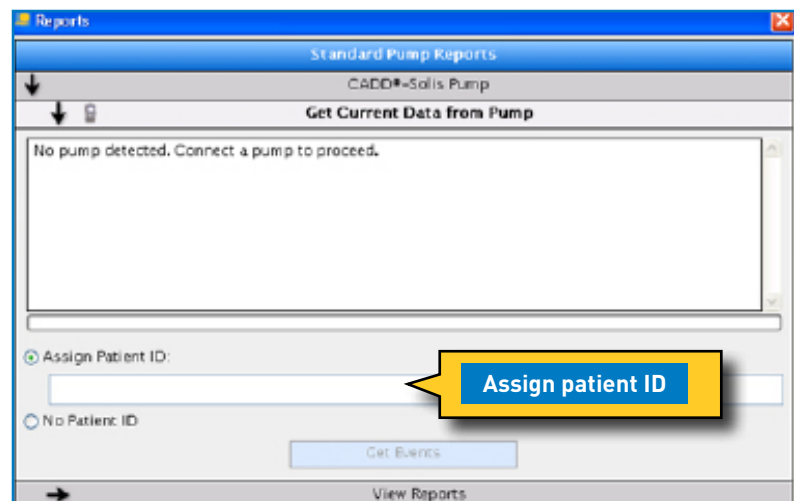 Reports
Standard Pump Reports
CADD®-Solis Pump
Get Current Data from Pump
No pump detected. Connect a pump to proceed.
Assign Patient ID:
Assign patient ID
No Patient ID
Get Events
View Reports